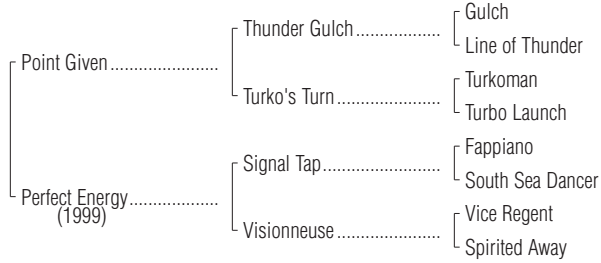 Gulch
Thunder Gulch
Line of Thunder
Point Given
Turkoman
Turko's Turn
Turbo Launch
Fappiano
Signal Tap
South Sea Dancer
Perfect Energy
(1999)
Vice Regent
Visionneuse
Spirited Away